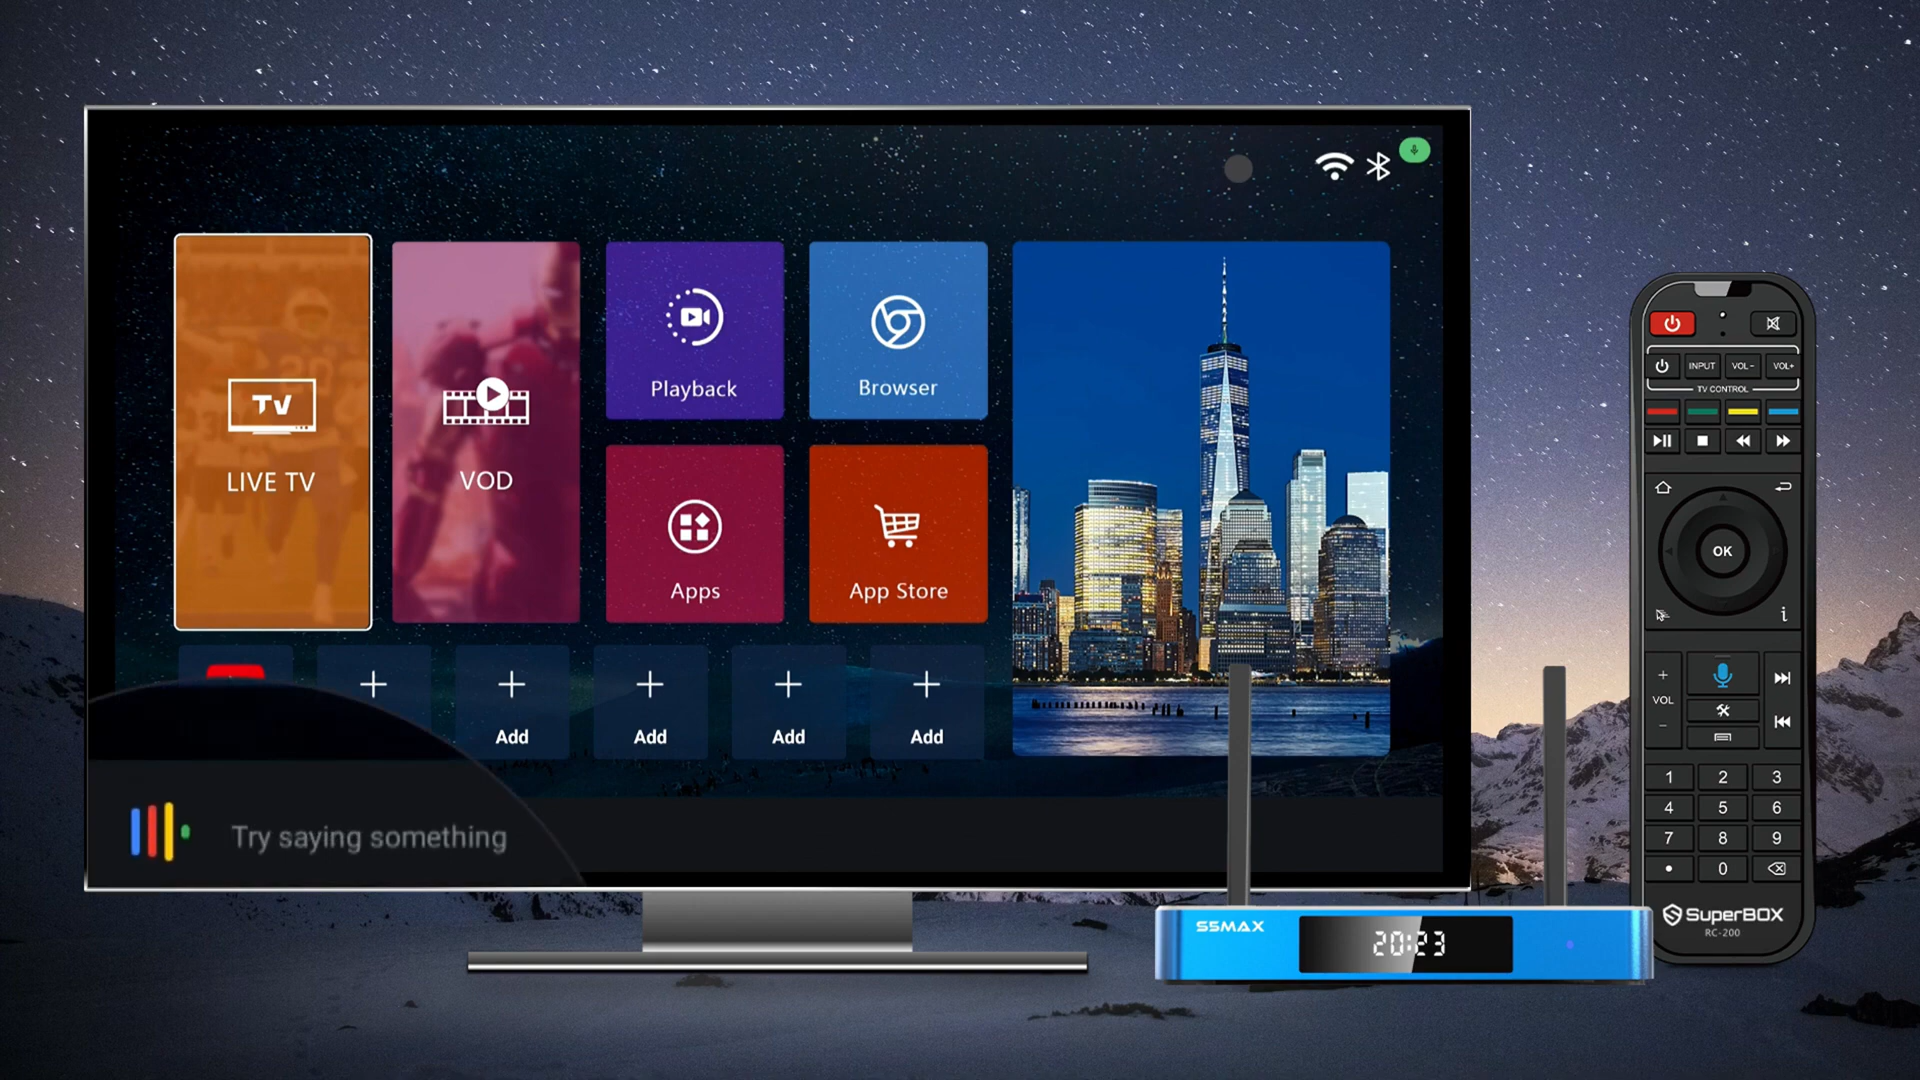 TV
LIVE TV
VOD
Playback
Browser
Apps
App Store
Add
Add
Add
Add
Try saying something
S5MAX
20:23
INPUT
VOL-
VOL+
TV CONTROL
OK
i
+
VOL
-
1 2 3
4 5 6
7 8 9
• 0
SuperBOX
RC-200